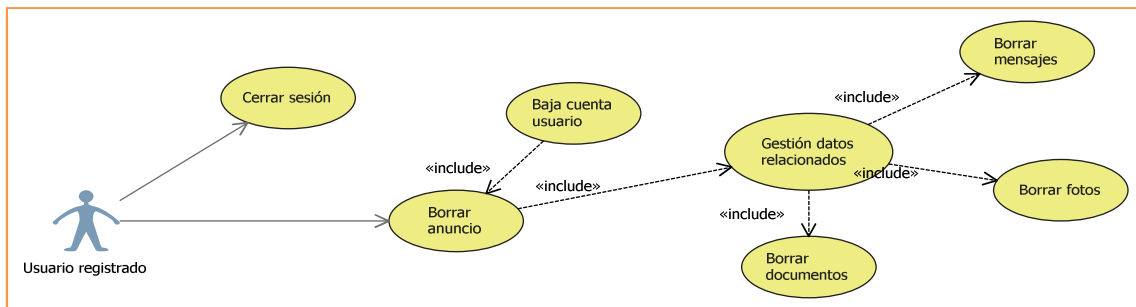 Borrar
mensajes
«include»
Cerrar sesión
Baja cuenta
usuario
Gestión datos
relacionados
«include»
«include»
«include»
Borrar fotos
Borrar
anuncio
«include»
Borrar
documentos
Usuario registrado